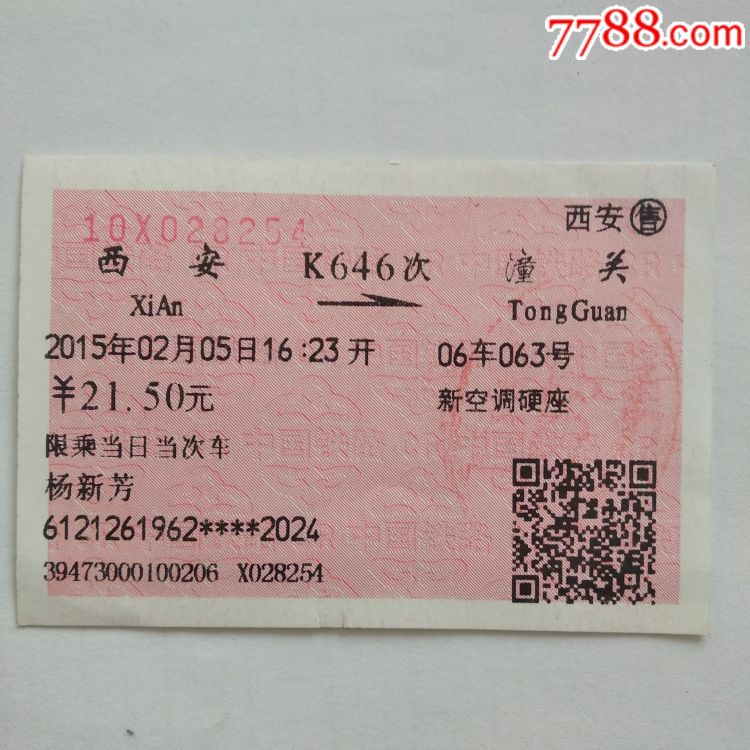 7788.com
10X028254
西安售
西安 K646次 潼关
XiAn TongGuan
2015年02月05日16:23开 06车063号
￥21.50元 新空调硬座
限乘当日当次车
杨新芳
6121261962****2024
39473000100206 X028254